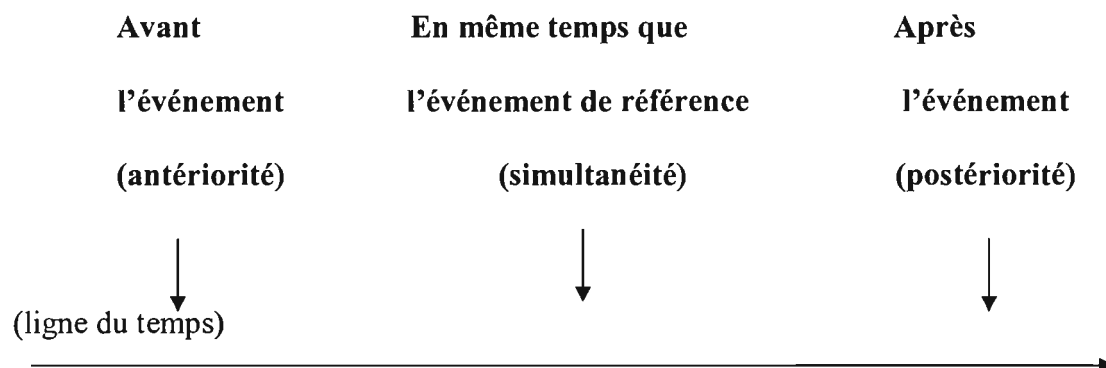 Avant
l'événement
(antériorité)
En même temps que
l'événement de référence
(simultanéité)
Après
l'événement
(postériorité)
(ligne du temps)